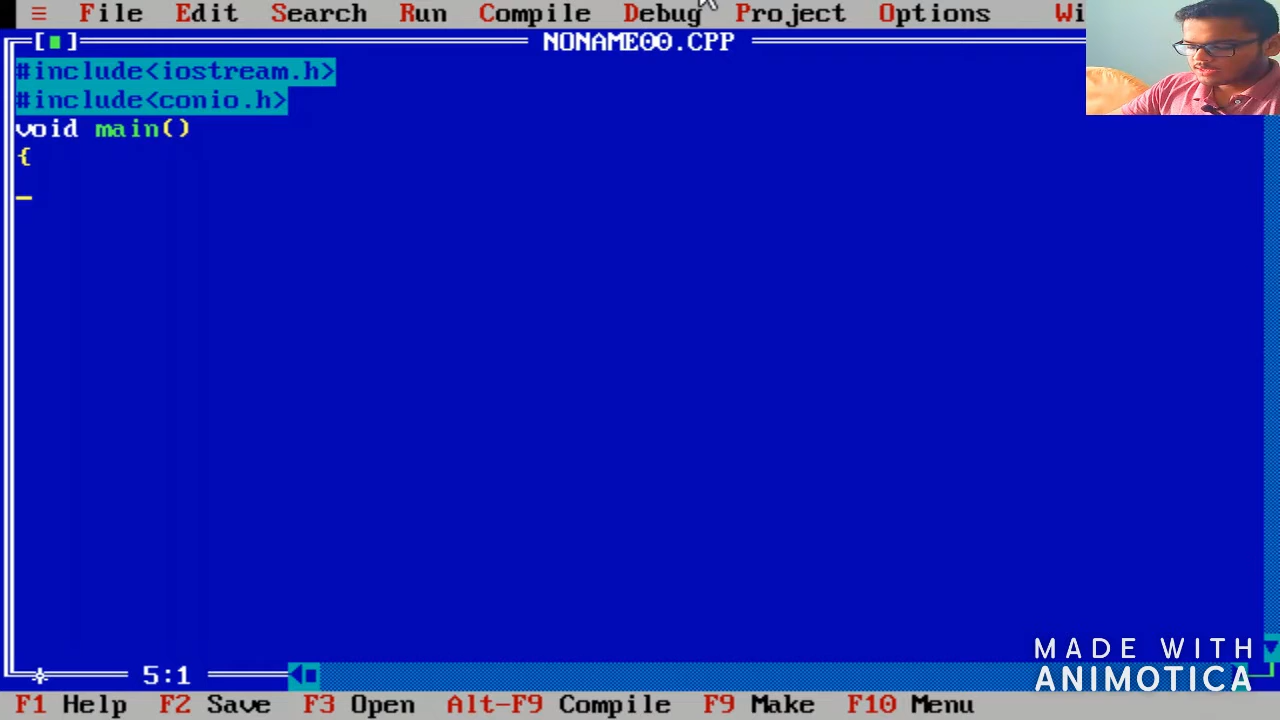 ≡ File Edit Search Run Compile Debug Project Options Wi
[■] NONAME00.CPP
#include<iostream.h>
#include<conio.h>
void main()
{
_
5:1
MADE WITH
ANIMOTICA
F1 Help F2 Save F3 Open Alt-F9 Compile F9 Make F10 Menu